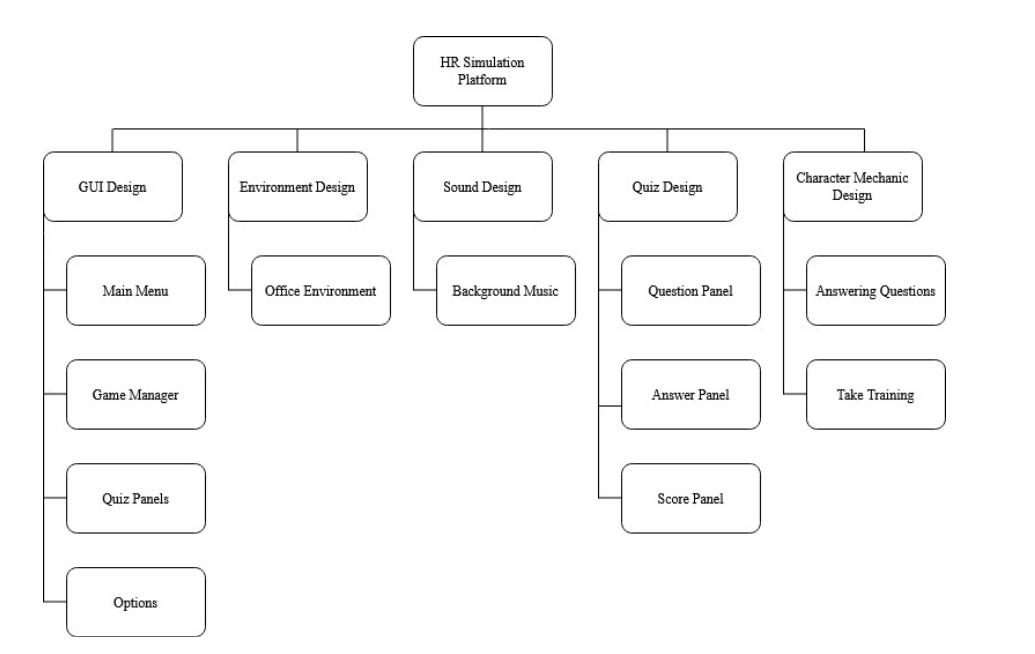 HR Simulation
Platform
GUI Design
Environment Design
Sound Design
Quiz Design
Character Mechanic
Design
Main Menu
Office Environment
Background Music
Question Panel
Answering Questions
Game Manager
Answer Panel
Take Training
Quiz Panels
Score Panel
Options